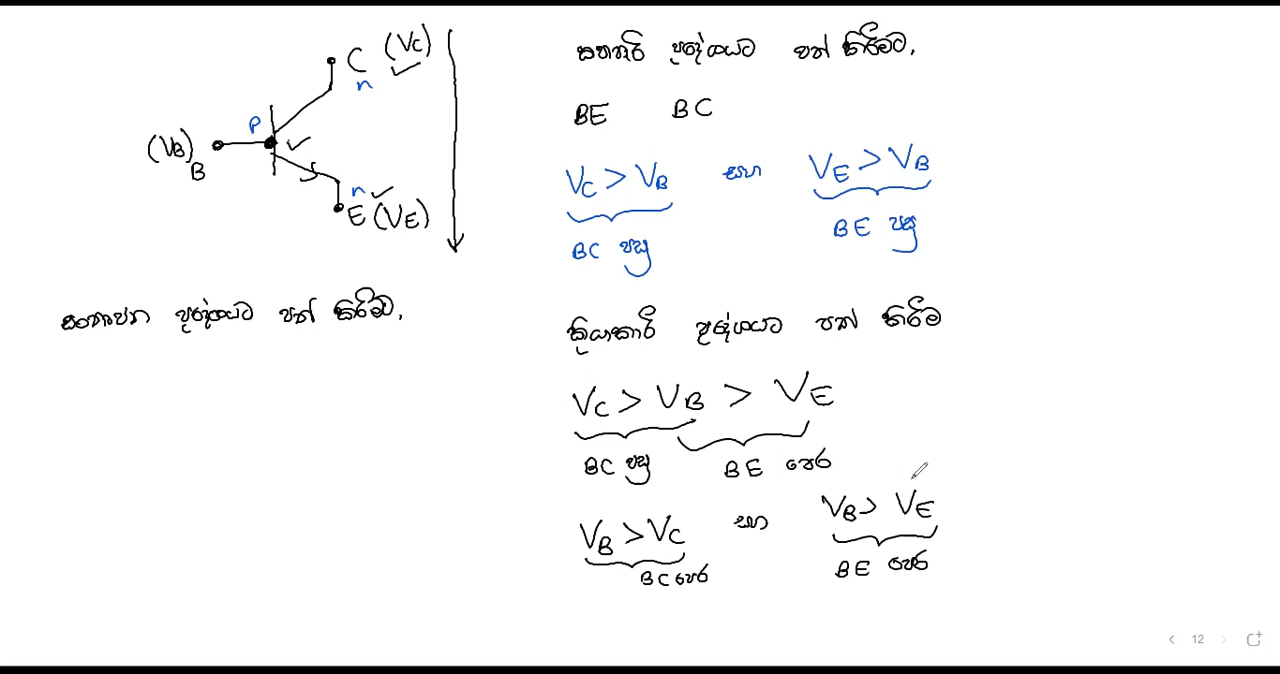 C (VC)
n
P
(VB)
B
n
E (VE)
කපාහැරි ප්‍රදේශයට පත් කිරීමට,
BE BC
VC > VB සහ VE > VB
BC පසු BE පසු
සංතෘප්ත ප්‍රදේශයට පත් කිරීමට,
ක්‍රියාකාරී ප්‍රදේශයට පත් කිරීම
VC > VB > VE
BC පසු BE පෙර
VB > VC සහ VB > VE
BC පෙර BE පෙර
12